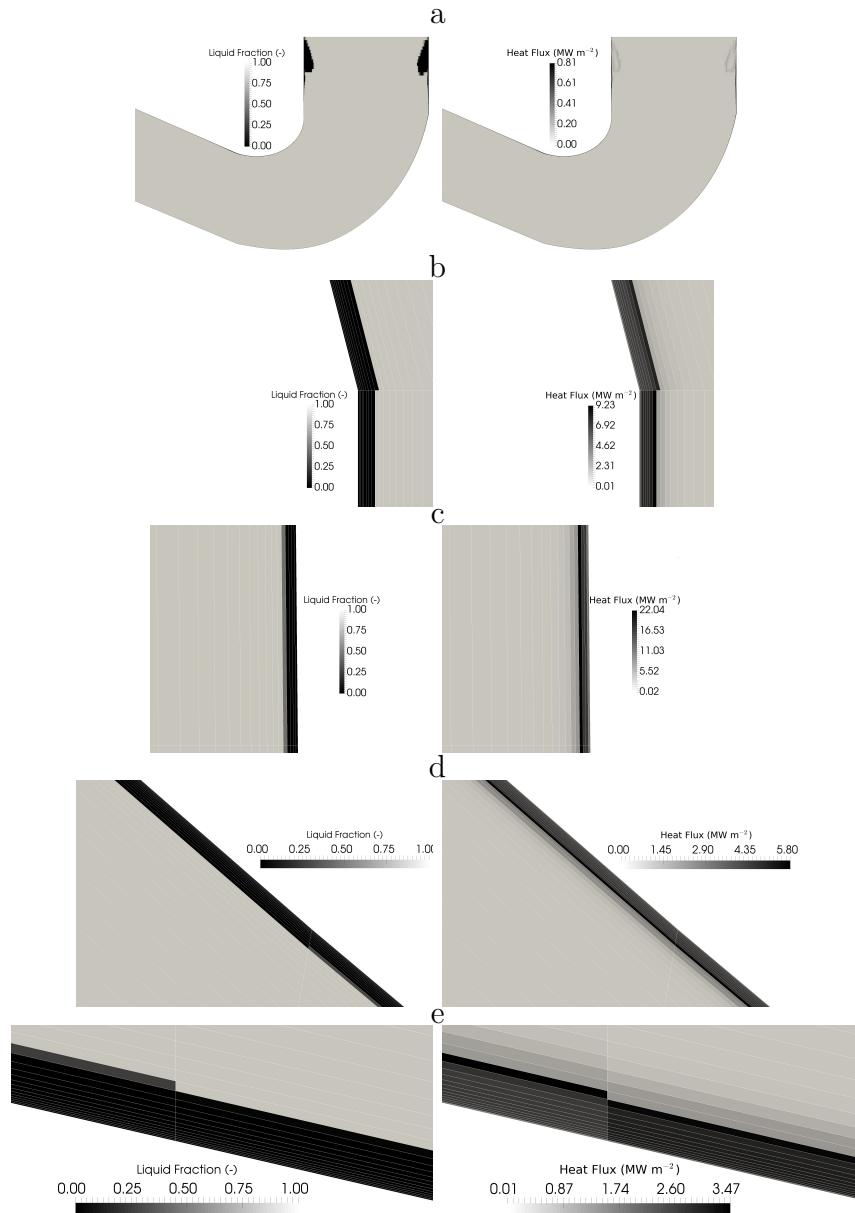 a
Liquid Fraction (-)
1.00
0.75
0.50
0.25
0.00
Heat Flux (MW m⁻²)
0.81
0.61
0.41
0.20
0.00
b
Liquid Fraction (-)
1.00
0.75
0.50
0.25
0.00
Heat Flux (MW m⁻²)
9.23
6.92
4.62
2.31
0.01
c
Liquid Fraction (-)
1.00
0.75
0.50
0.25
0.00
Heat Flux (MW m⁻²)
22.04
16.53
11.03
5.52
0.02
d
Liquid Fraction (-)
0.00 0.25 0.50 0.75 1.00
Heat Flux (MW m⁻²)
0.00 1.45 2.90 4.35 5.80
e
Liquid Fraction (-)
0.00 0.25 0.50 0.75 1.00
Heat Flux (MW m⁻²)
0.01 0.87 1.74 2.60 3.47